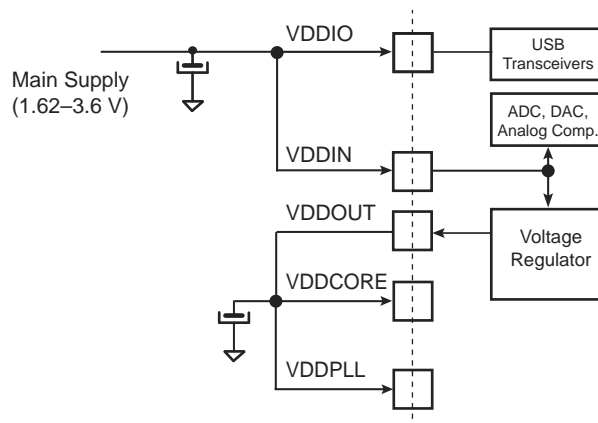 VDDIO
USB
Transceivers
Main Supply
(1.62–3.6 V)
ADC, DAC,
Analog Comp.
VDDIN
VDDOUT
Voltage
Regulator
VDDCORE
VDDPLL